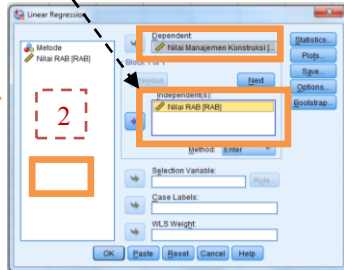 Linear Regression
Metode
Nilai RAB [RAB]
Dependent:
Nilai Manajemen Konstruksi [...
Block 1 of 1
Previous
Next
Independent(s):
Nilai RAB [RAB]
Method:
Enter
Selection Variable:
Rule...
Case Labels:
WLS Weight:
Statistics...
Plots...
Save...
Options...
Bootstrap...
2
OK
Paste
Reset
Cancel
Help